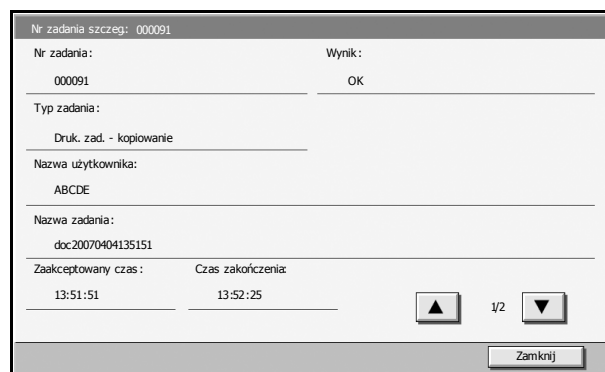 Nr zadania szczeg.: 000091
Nr zadania: Wynik:
000091 OK
Typ zadania:
Druk. zad. - kopiowanie
Nazwa użytkownika:
ABCDE
Nazwa zadania:
doc20070404135151
Zaakceptowany czas: Czas zakończenia:
13:51:51 13:52:25
1/2
Zamknij